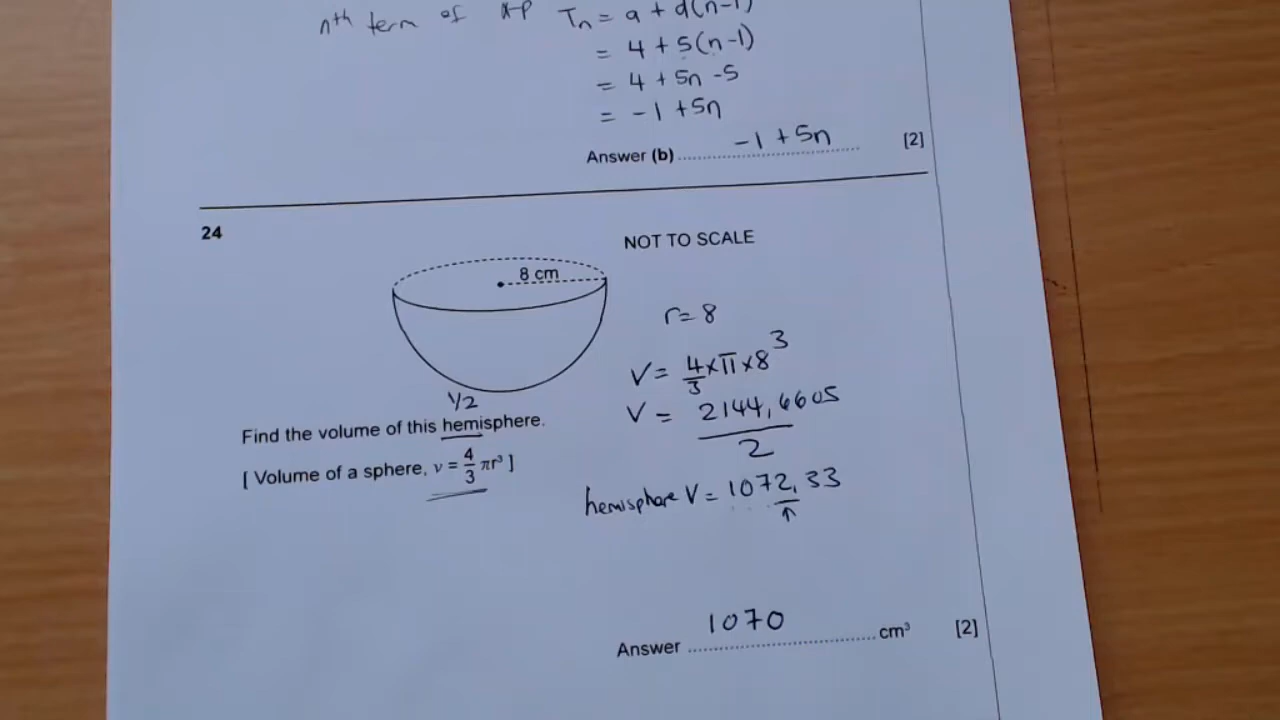 nth term of AP Tn = a + d(n-1)
= 4 + 5(n-1)
= 4 + 5n -5
= -1 +5n
Answer (b) -1 + 5n [2]
24
NOT TO SCALE
8 cm
r= 8
V = 4/3 × π × 8³
V = 2144,6605 / 2
1/2
Find the volume of this hemisphere.
[ Volume of a sphere, v = 4/3 πr³ ]
hemisphare V = 1072,33
↑
1070
Answer cm³ [2]